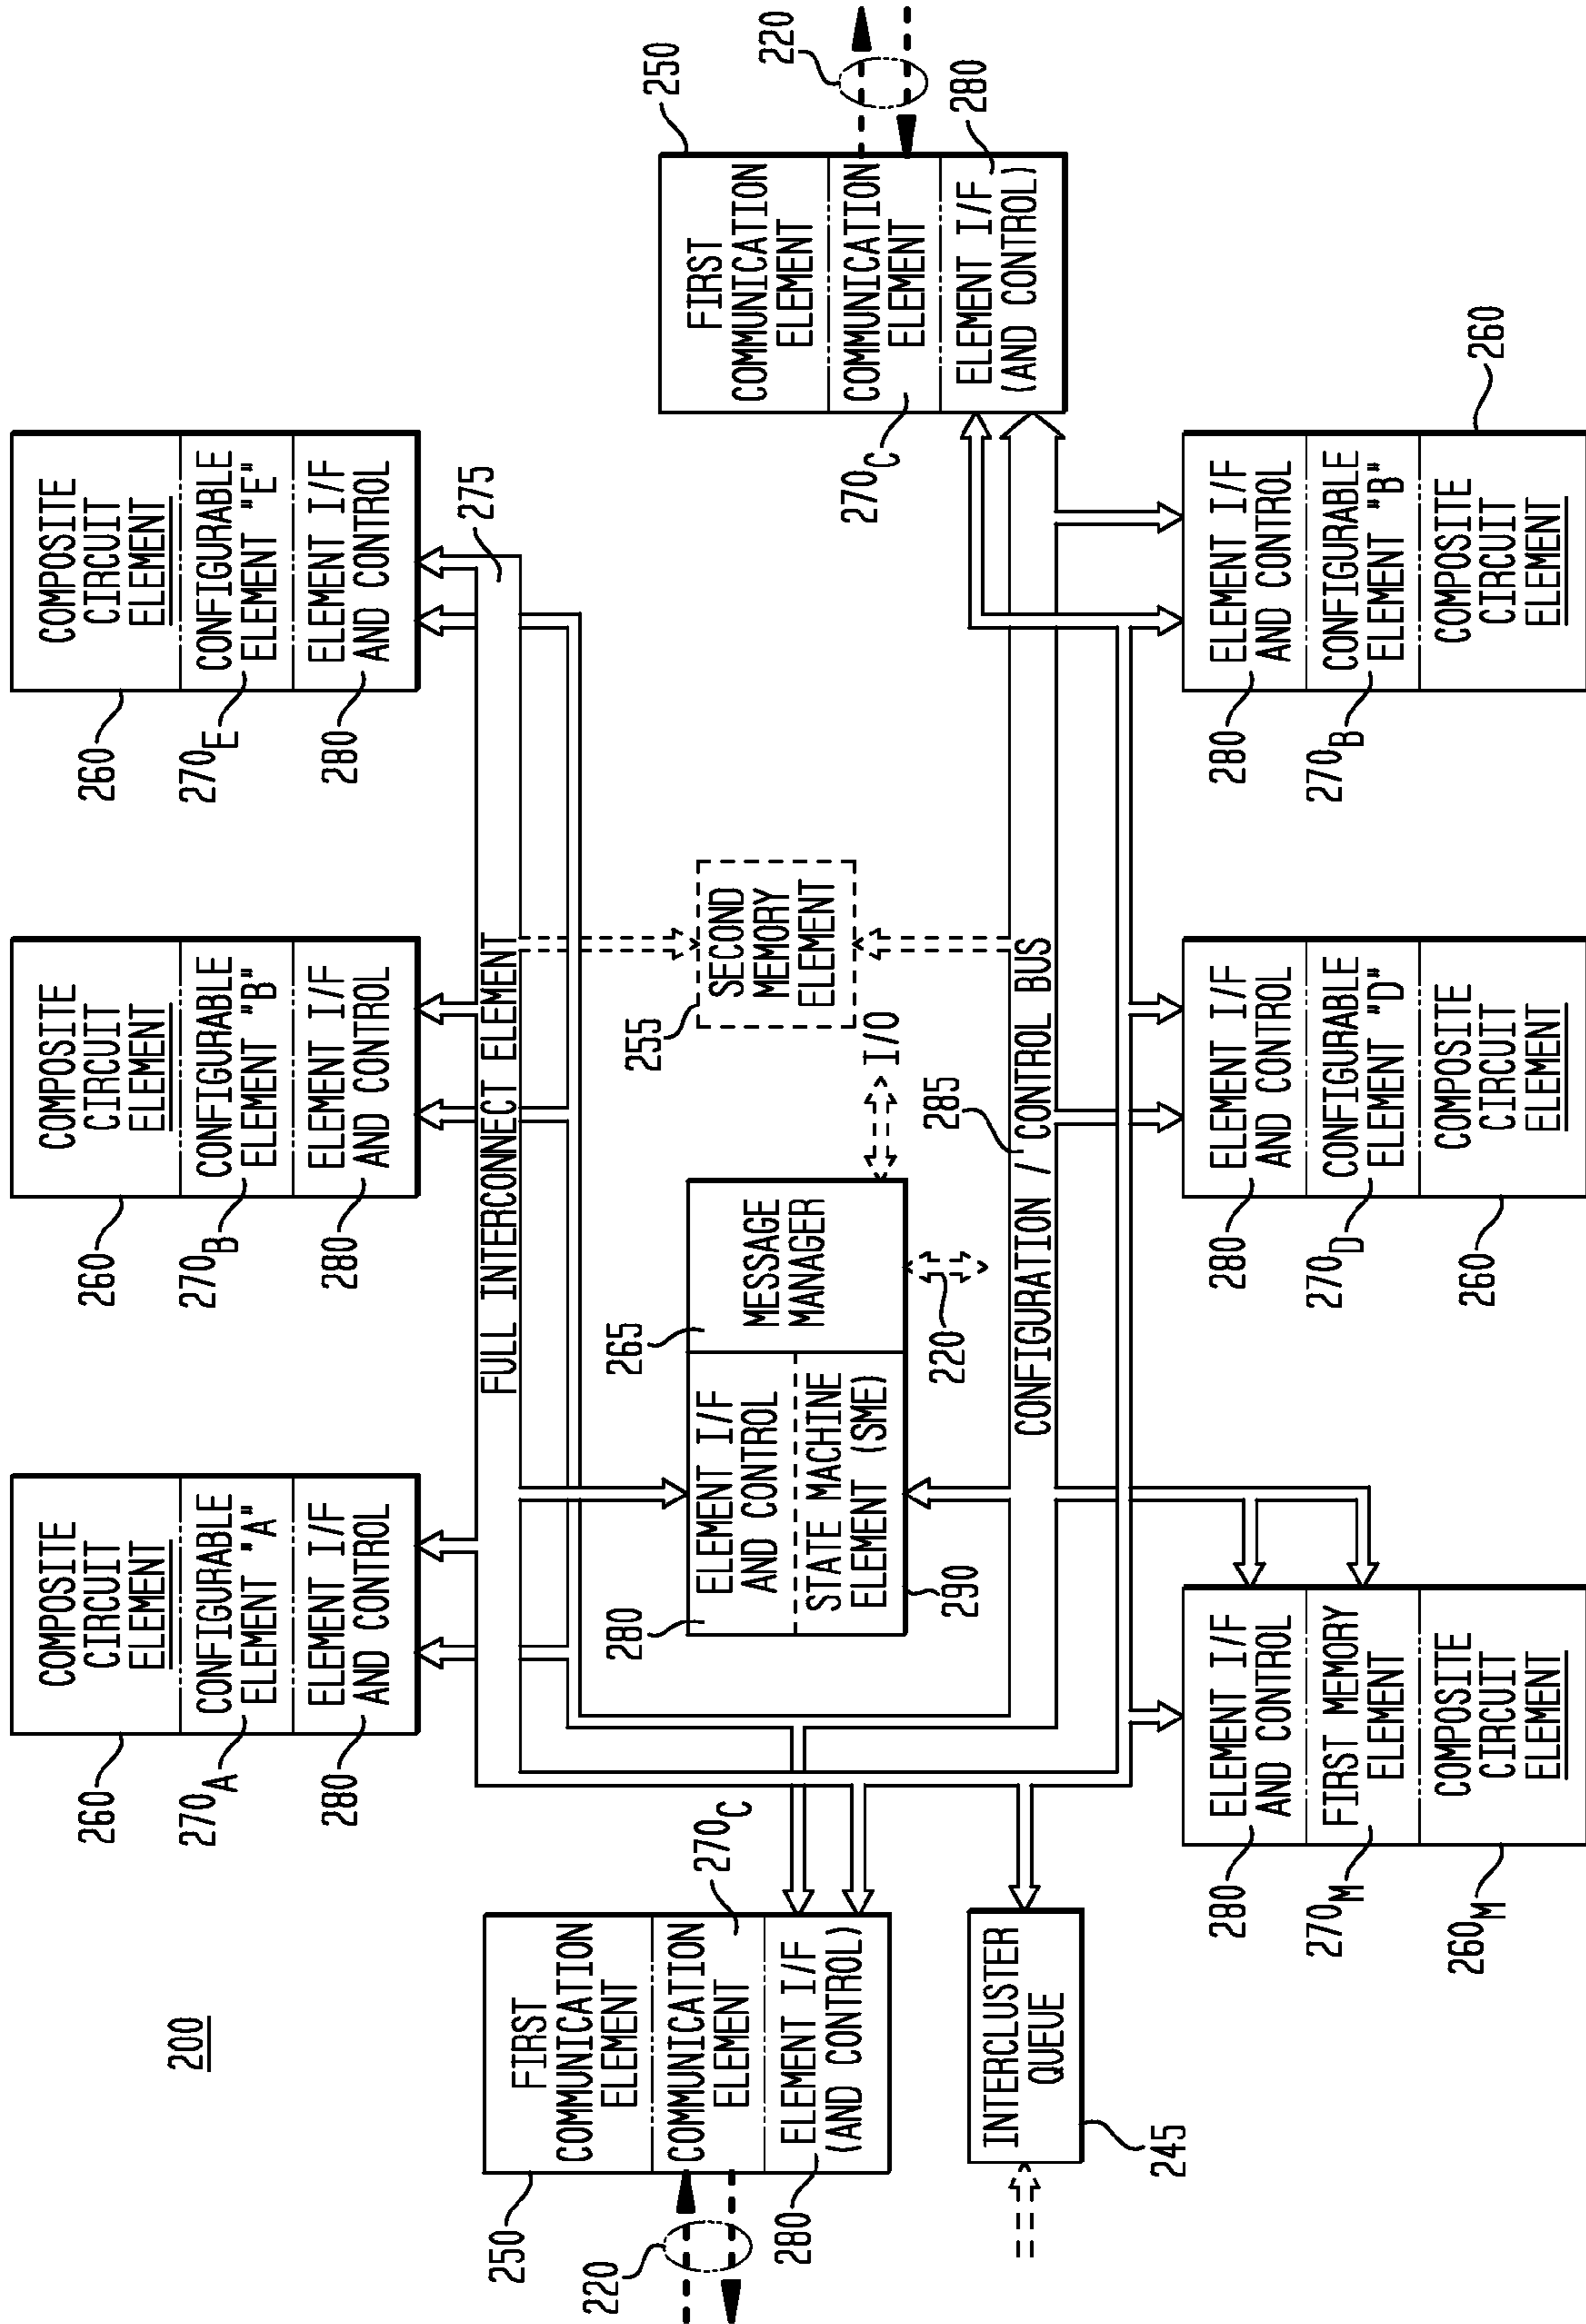 200
COMPOSITE
CIRCUIT
ELEMENT
CONFIGURABLE
ELEMENT "A"
ELEMENT I/F
AND CONTROL
260
270A
280
COMPOSITE
CIRCUIT
ELEMENT
CONFIGURABLE
ELEMENT "B"
ELEMENT I/F
AND CONTROL
260
270B
280
COMPOSITE
CIRCUIT
ELEMENT
CONFIGURABLE
ELEMENT "E"
ELEMENT I/F
AND CONTROL
260
270E
280
275
FULL INTERCONNECT ELEMENT
FIRST
COMMUNICATION
ELEMENT
COMMUNICATION
ELEMENT
ELEMENT I/F
(AND CONTROL)
250
220
280
270C
265
ELEMENT I/F
AND CONTROL
STATE MACHINE
ELEMENT (SME)
MESSAGE
MANAGER
280
290
220
I/O
255
SECOND
MEMORY
ELEMENT
285
CONFIGURATION / CONTROL BUS
FIRST
COMMUNICATION
ELEMENT
COMMUNICATION
ELEMENT
ELEMENT I/F
(AND CONTROL)
250
220
270C
280
INTERCLUSTER
QUEUE
245
ELEMENT I/F
AND CONTROL
FIRST MEMORY
ELEMENT
COMPOSITE
CIRCUIT
ELEMENT
280
270M
260M
ELEMENT I/F
AND CONTROL
CONFIGURABLE
ELEMENT "D"
COMPOSITE
CIRCUIT
ELEMENT
280
270D
260
ELEMENT I/F
AND CONTROL
CONFIGURABLE
ELEMENT "B"
COMPOSITE
CIRCUIT
ELEMENT
280
270B
260